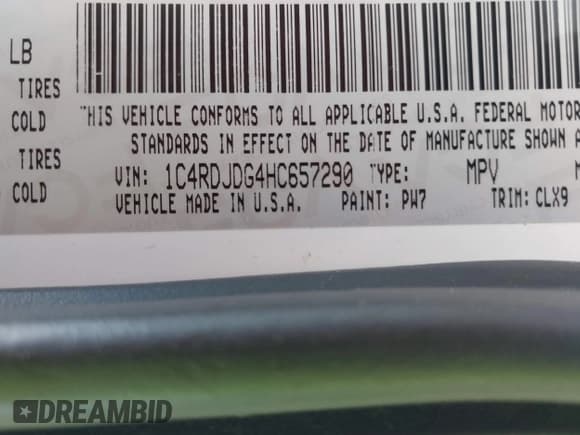 LB
TIRES
COLD
TIRES
COLD
THIS VEHICLE CONFORMS TO ALL APPLICABLE U.S.A. FEDERAL MOTOR
STANDARDS IN EFFECT ON THE DATE OF MANUFACTURE SHOWN A
VIN: 1C4RDJDG4HC657290 TYPE: MPV M
VEHICLE MADE IN U.S.A. PAINT: PW7 TRIM: CLX9
DREAMBID